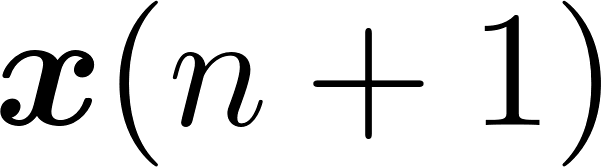 x(n + 1)